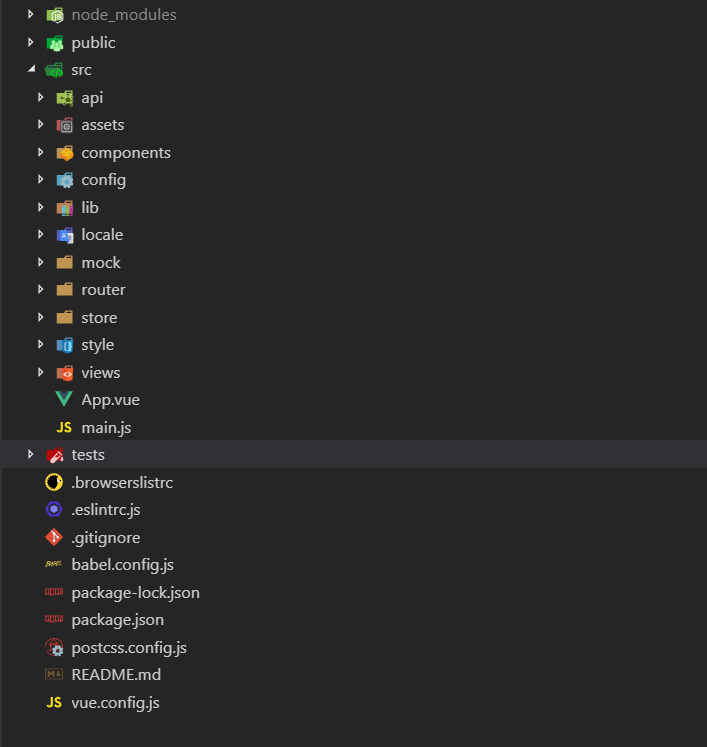 node_modules
public
src
api
assets
components
config
lib
locale
mock
router
store
style
views
App.vue
JS main.js
tests
.browserslistrc
.eslintrc.js
.gitignore
BABEL babel.config.js
package-lock.json
package.json
postcss.config.js
M README.md
JS vue.config.js